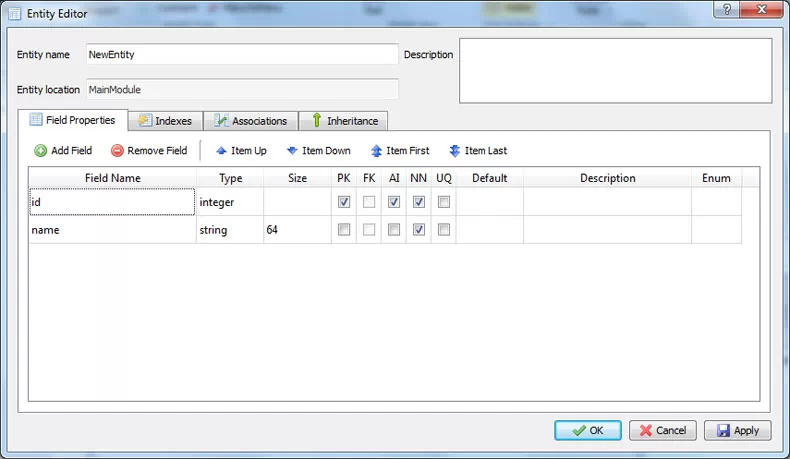 Entity Editor
Entity name NewEntity Description
Entity location MainModule
Field Properties Indexes Associations Inheritance
Add Field Remove Field Item Up Item Down Item First Item Last
Field Name Type Size PK FK AI NN UQ Default Description Enum
id integer
name string 64
OK Cancel Apply